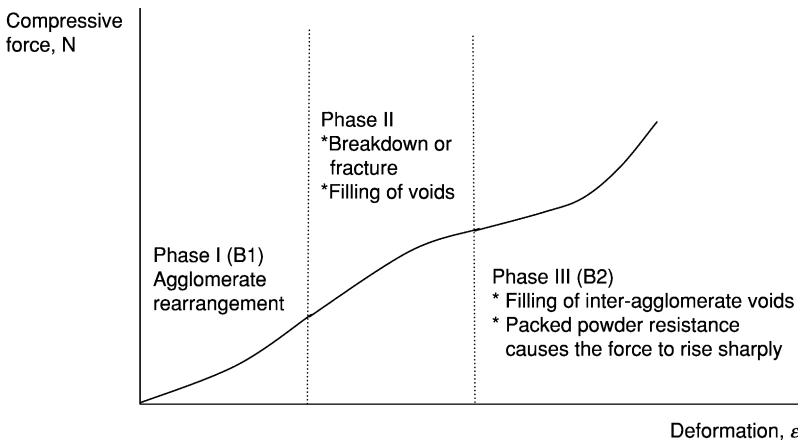 Compressive
force, N
Phase II
*Breakdown or
fracture
*Filling of voids
Phase I (B1)
Agglomerate
rearrangement
Phase III (B2)
* Filling of inter-agglomerate voids
* Packed powder resistance
causes the force to rise sharply
Deformation, ε